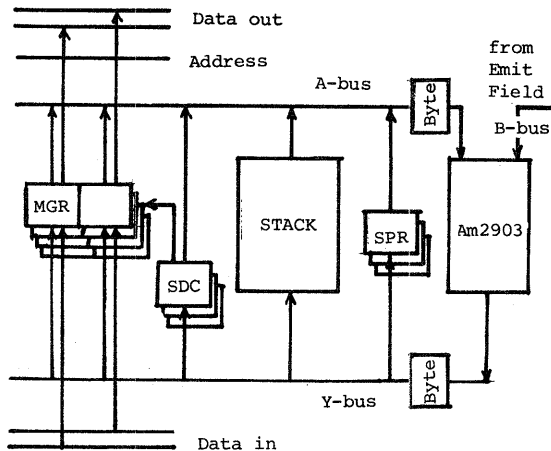 Data out
Address
from
Emit
Field
A-bus
Byte
B-bus
MGR
STACK
SPR
Am2903
SDC
Y-bus
Byte
Data in